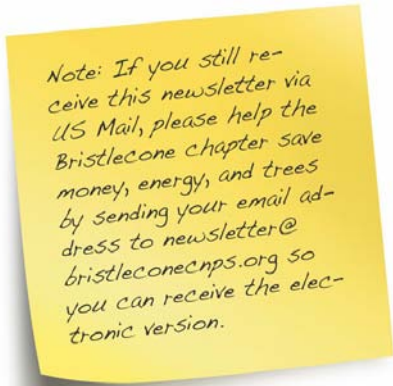 Note: If you still re-
ceive this newsletter via
US Mail, please help the
Bristlecone chapter save
money, energy, and trees
by sending your email ad-
dress to newsletter@
bristleconecnps.org so
you can receive the elec-
tronic version.